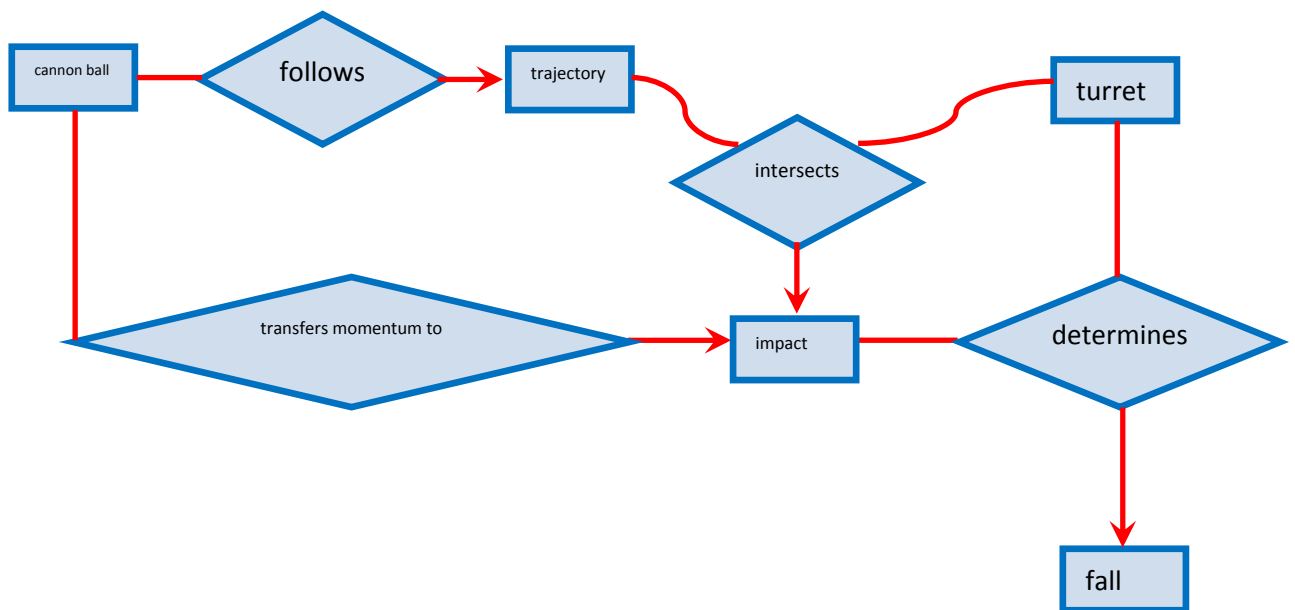 cannon ball
follows
trajectory
turret
intersects
transfers momentum to
impact
determines
fall